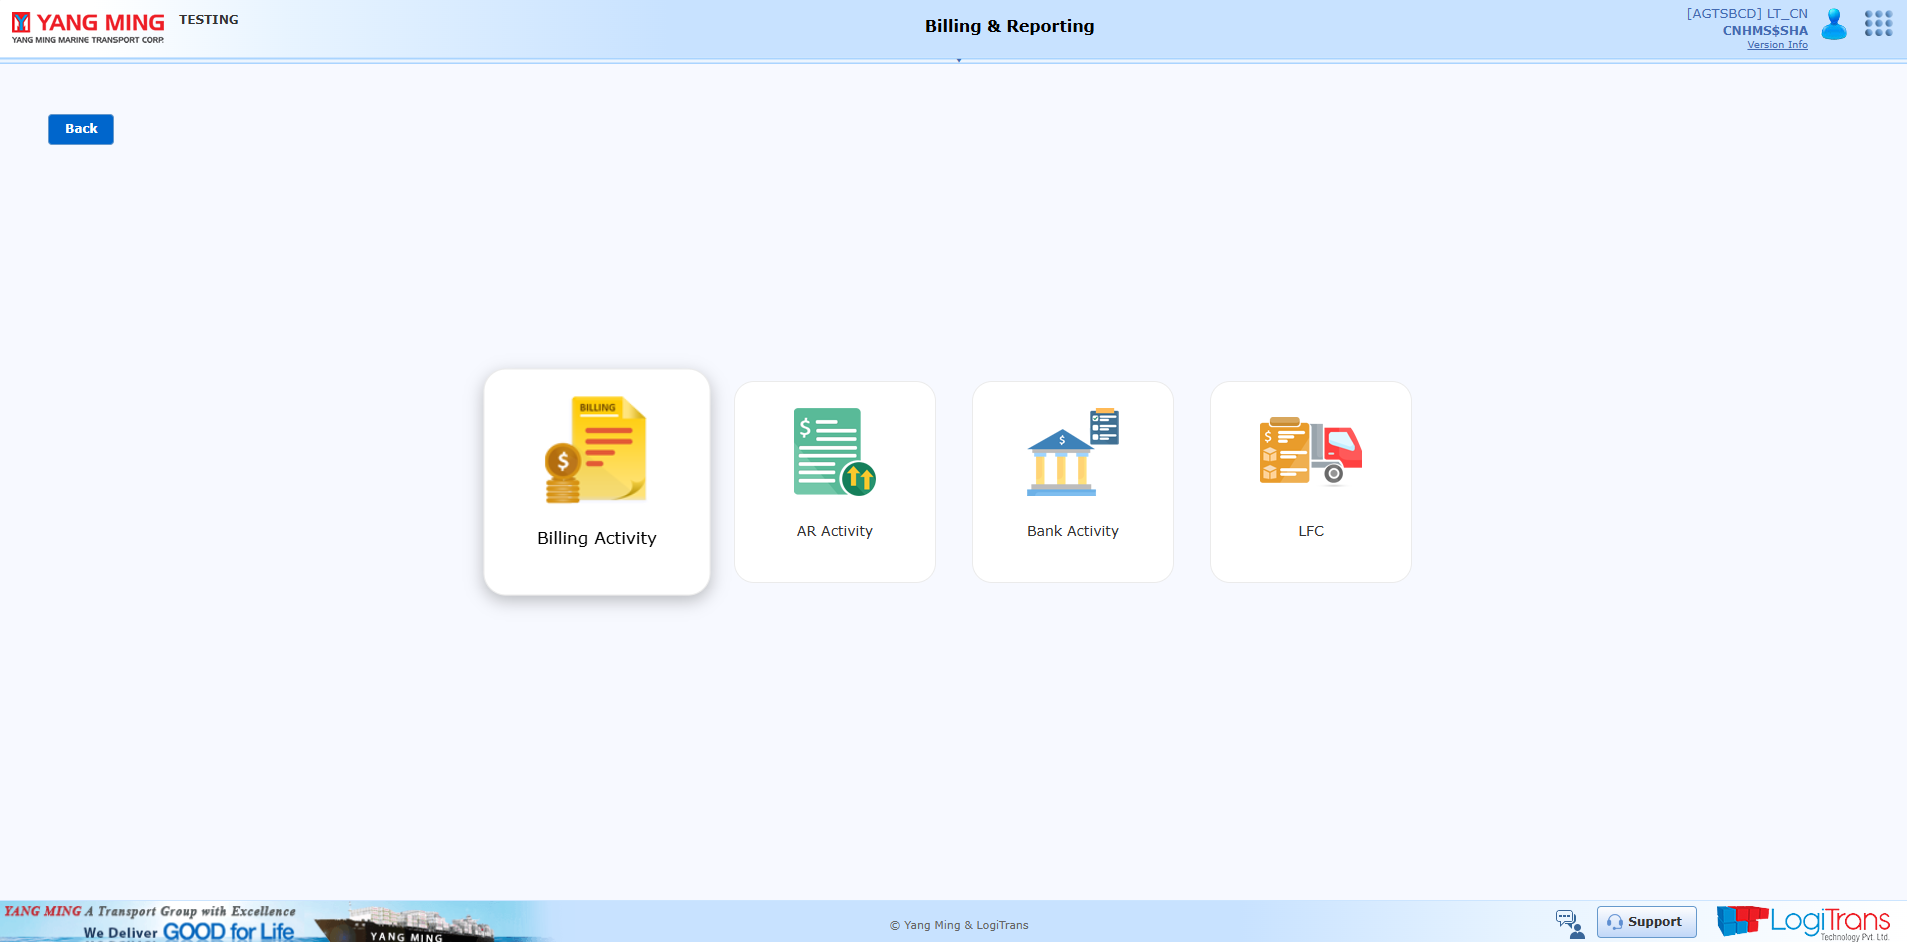 YANG MING
YANG MING MARINE TRANSPORT CORP.
TESTING
Billing & Reporting
[AGTSBCD] LT_CN
CNHMS$SHA
Version Info
Back
BILLING
Billing Activity
AR Activity
Bank Activity
LFC
YANG MING A Transport Group with Excellence
We Deliver GOOD for Life
YANG MING
© Yang Ming & LogiTrans
Support
LogiTrans
Technology Pvt. Ltd.